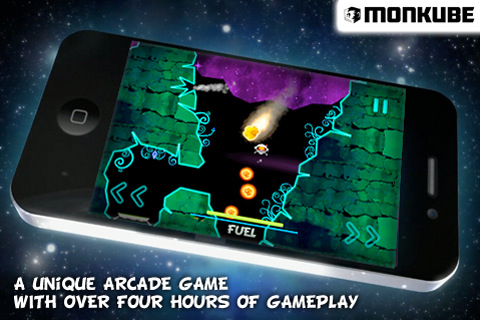 MONKUBE
FUEL
A UNIQUE ARCADE GAME
WITH OVER FOUR HOURS OF GAMEPLAY